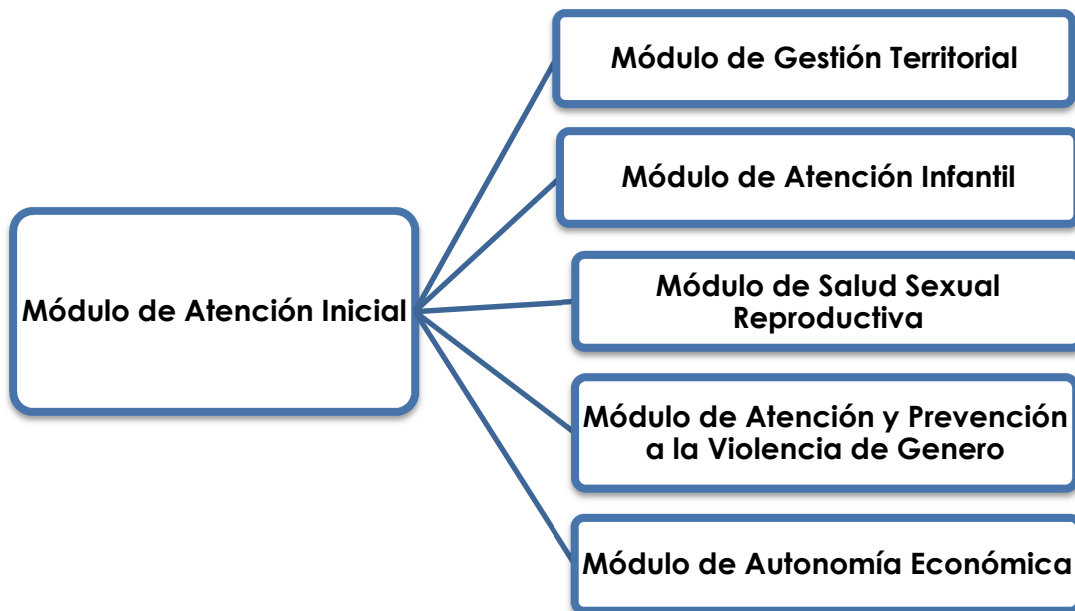 Módulo de Gestión Territorial
Módulo de Atención Infantil
Módulo de Atención Inicial
Módulo de Salud Sexual
Reproductiva
Módulo de Atención y Prevención
a la Violencia de Genero
Módulo de Autonomía Económica